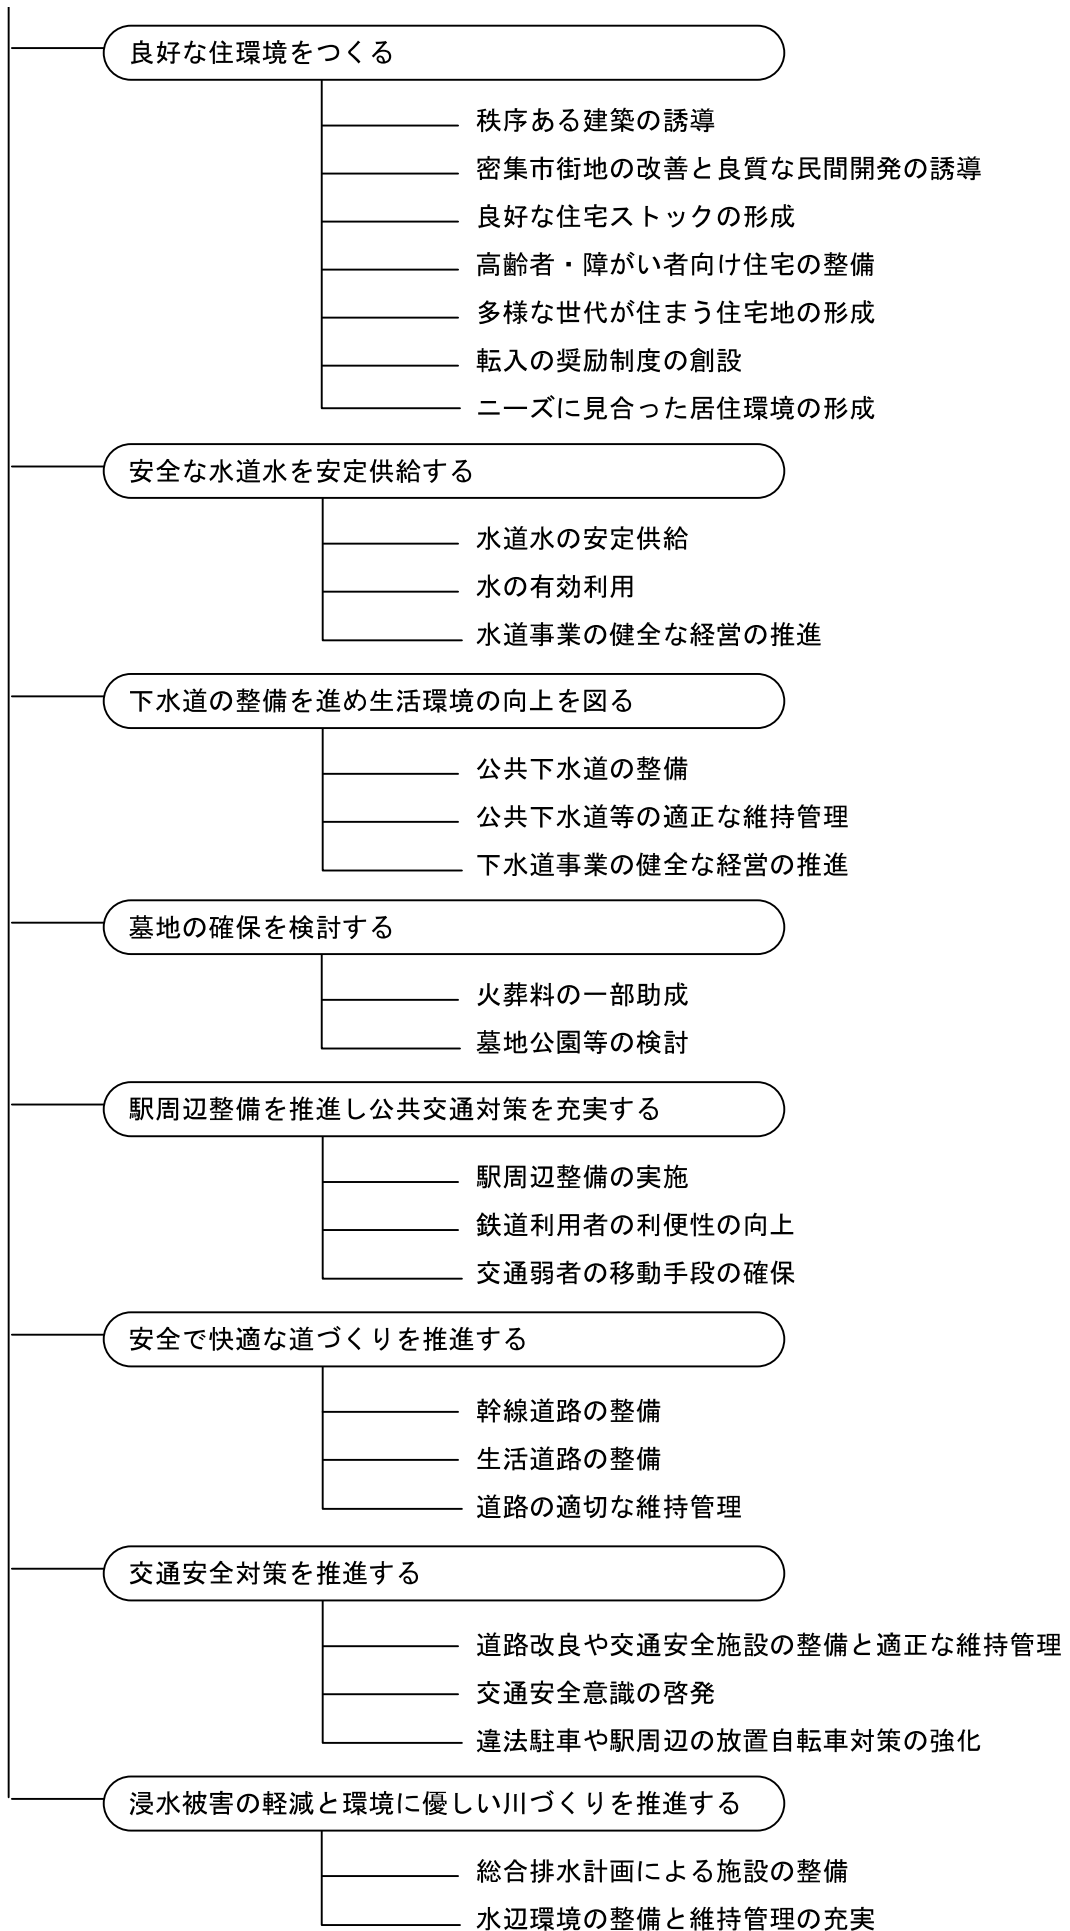 良好な住環境をつくる
秩序ある建築の誘導
密集市街地の改善と良質な民間開発の誘導
良好な住宅ストックの形成
高齢者・障がい者向け住宅の整備
多様な世代が住まう住宅地の形成
転入の奨励制度の創設
ニーズに見合った居住環境の形成
安全な水道水を安定供給する
水道水の安定供給
水の有効利用
水道事業の健全な経営の推進
下水道の整備を進め生活環境の向上を図る
公共下水道の整備
公共下水道等の適正な維持管理
下水道事業の健全な経営の推進
墓地の確保を検討する
火葬料の一部助成
墓地公園等の検討
駅周辺整備を推進し公共交通対策を充実する
駅周辺整備の実施
鉄道利用者の利便性の向上
交通弱者の移動手段の確保
安全で快適な道づくりを推進する
幹線道路の整備
生活道路の整備
道路の適切な維持管理
交通安全対策を推進する
道路改良や交通安全施設の整備と適正な維持管理
交通安全意識の啓発
違法駐車や駅周辺の放置自転車対策の強化
浸水被害の軽減と環境に優しい川づくりを推進する
総合排水計画による施設の整備
水辺環境の整備と維持管理の充実